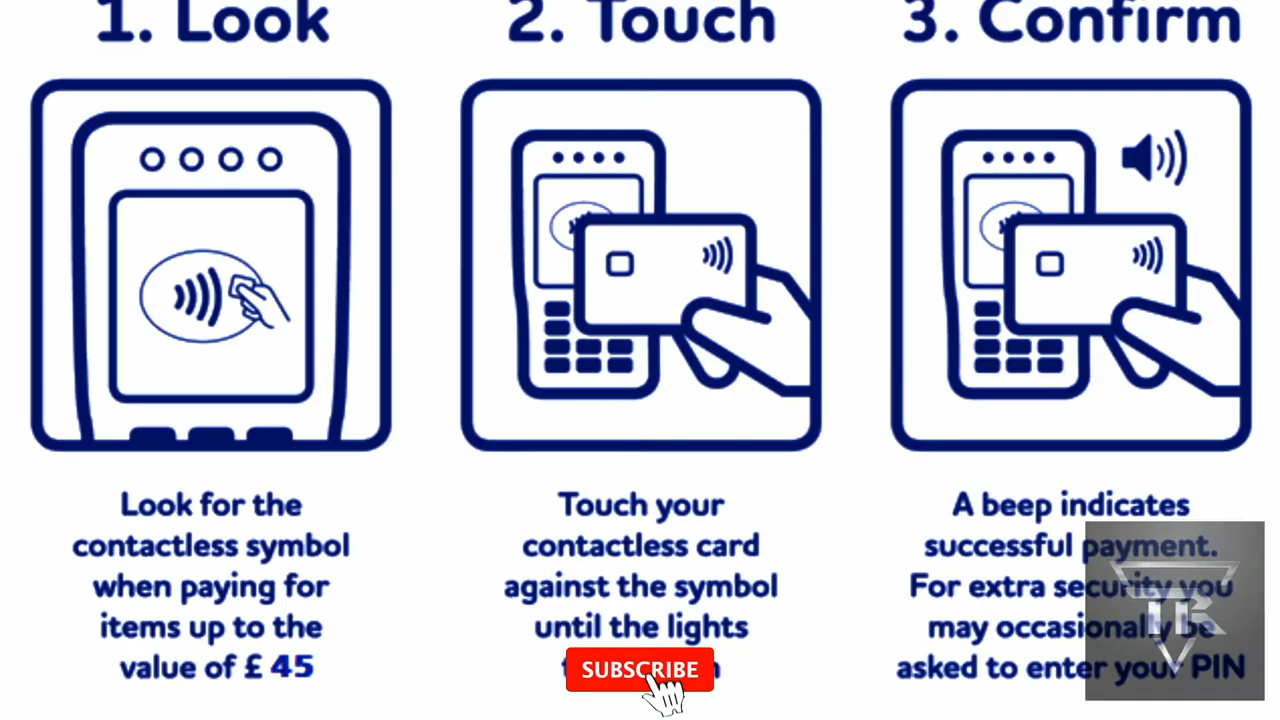 1. Look
Look for the
contactless symbol
when paying for
items up to the
value of £ 45
2. Touch
Touch your
contactless card
against the symbol
until the lights
SUBSCRIBE
3. Confirm
A beep indicates
successful payment.
For extra security you
may occasionally be
asked to enter your PIN
TR